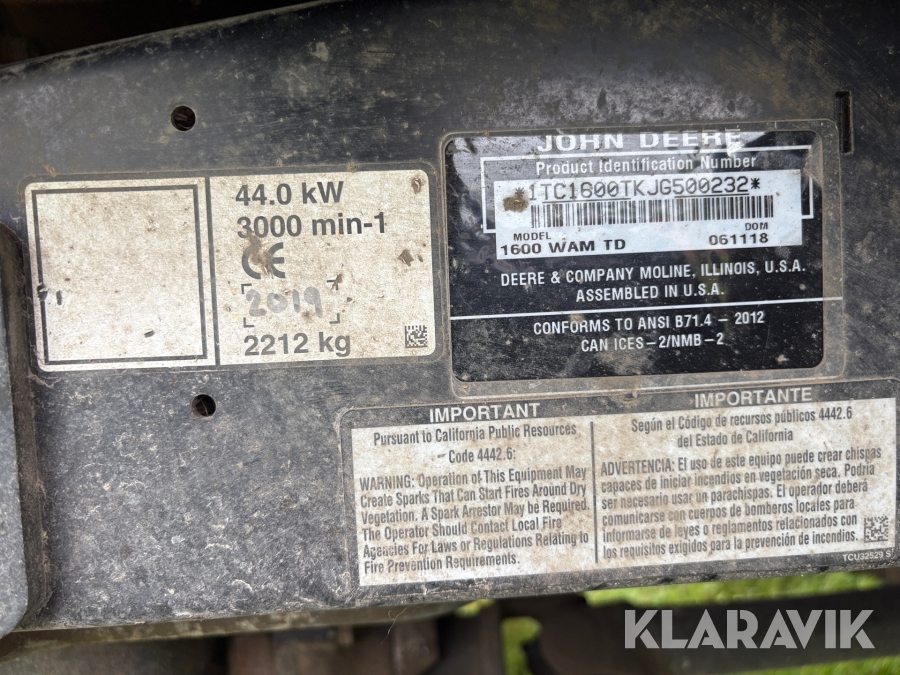 44.0 kW
3000 min-1
CE
2019
2212 kg
JOHN DEERE
Product Identification Number
*1TC1600TKJG500232*
MODEL DOM
1600 WAM TD 061118
DEERE & COMPANY MOLINE, ILLINOIS, U.S.A.
ASSEMBLED IN U.S.A.
CONFORMS TO ANSI B71.4 - 2012
CAN ICES-2/NMB-2
IMPORTANT
Pursuant to California Public Resources
Code 4442.6:
WARNING: Operation of This Equipment May
Create Sparks That Can Start Fires Around Dry
Vegetation. A Spark Arrestor May be Required.
The Operator Should Contact Local Fire
Agencies For Laws or Regulations Relating to
Fire Prevention Requirements.
IMPORTANTE
Según el Código de recursos públicos 4442.6
del Estado de California
ADVERTENCIA: El uso de este equipo puede crear chispas
capaces de iniciar incendios en vegetación seca. Podría
ser necesario usar un parachispas. El operador deberá
comunicarse con cuerpos de bomberos locales para
informarse de leyes o reglamentos relacionados con
los requisitos exigidos para la prevención de incendios.
TCU32529 S
KLARAVIK